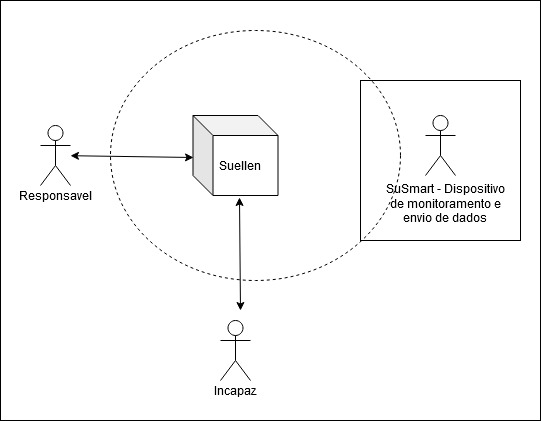 Suellen
Responsavel
SuSmart - Dispositivo
de monitoramento e
envio de dados
Incapaz